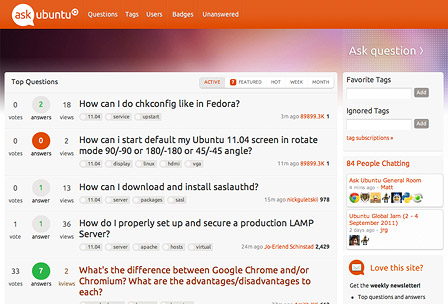 ask ubuntu
Questions Tags Users Badges Unanswered
Ask question ›
Top Questions
ACTIVE 7 FEATURED HOT WEEK MONTH
Favorite Tags
Add
Ignored Tags
Add
tag subscriptions »
0 votes 2 answers 18 views
How can I do chkconfig like in Fedora?
11.04 service upstart
3m ago 89899.3K 1
0 votes 0 answers 2 views
How can i start default my Ubuntu 11.04 screen in rotate
mode 90/-90 or 180/-180 or 45/-45 angle?
11.04 display linux hdmi vga
11m ago 89899.3K 1
0 votes 1 answer 13 views
How can I download and install saslauthd?
11.04 server packages sasl
15m ago nickguletskii 978
1 vote 1 answer 36 views
How do I properly set up and secure a production LAMP
Server?
11.04 server apache hosts virtual
24m ago Jo-Erlend Schinstad 2,429
33 votes 7 answers 2 kviews
What's the difference between Google Chrome and/or
Chromium? What are the advantages/disadvantages to
each?
84 People Chatting
Ask Ubuntu General Room
4 mins ago - Matt
Ubuntu Global Jam (2 - 4
September 2011)
2 days ago - jrg
Love this site?
Get the weekly newsletter!
Top questions and answers